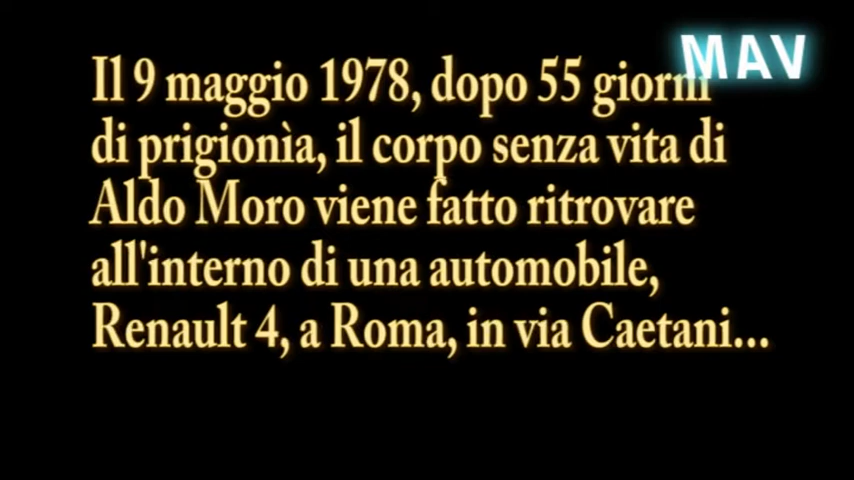 MAV
Il 9 maggio 1978, dopo 55 giorni
di prigionìa, il corpo senza vita di
Aldo Moro viene fatto ritrovare
all'interno di una automobile,
Renault 4, a Roma, in via Caetani...